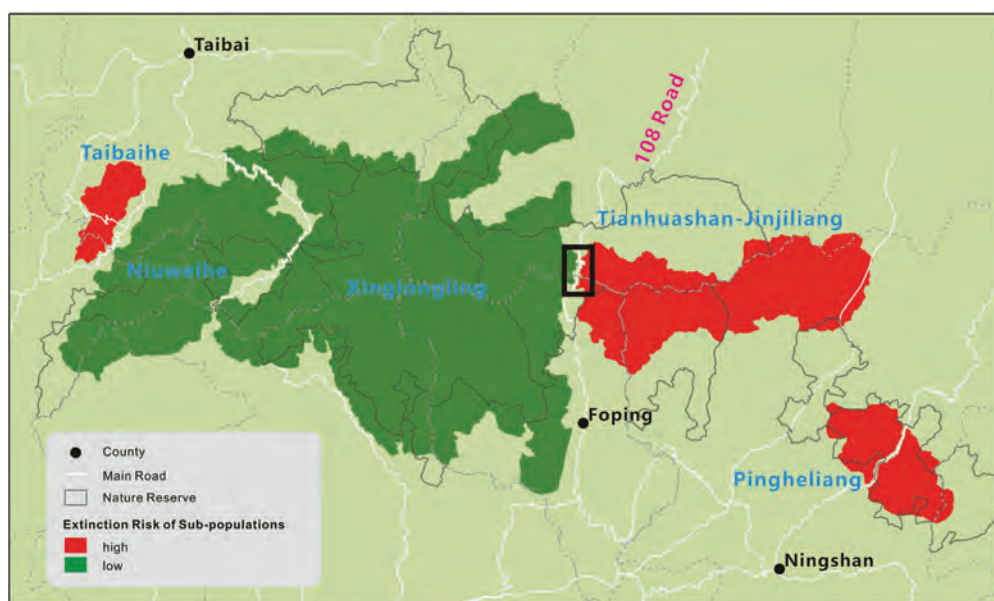 Taibai
108 Road
Taibaihe
Tianhuashan-Jinjiliang
Niuweihe
Xinglongling
Foping
Pingheliang
Ningshan
County
Main Road
Nature Reserve
Extinction Risk of Sub-populations
high
low